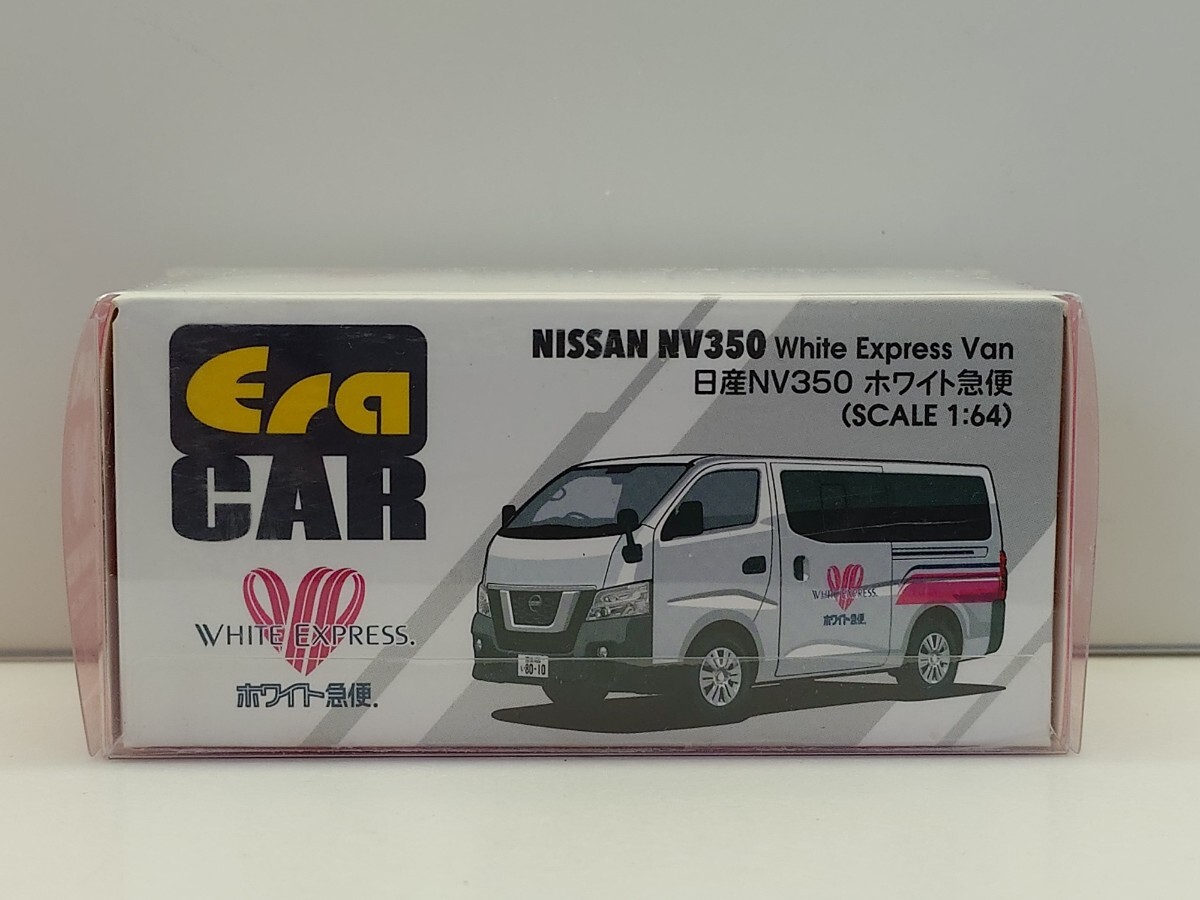 Era
CAR
WHITE EXPRESS.
ホワイト急便.
NISSAN NV350 White Express Van
日産NV350 ホワイト急便
(SCALE 1:64)
WHITE EXPRESS.
ホワイト急便.
80-10